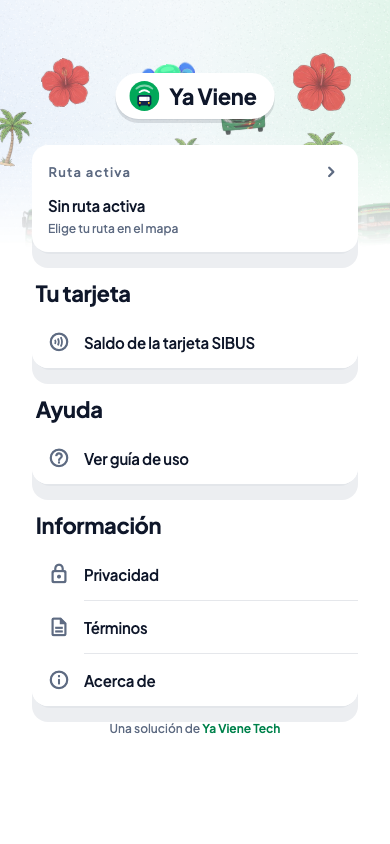 Ya Viene
Ruta activa
Sin ruta activa
Elige tu ruta en el mapa
Tu tarjeta
Saldo de la tarjeta SIBUS
Ayuda
Ver guía de uso
Información
Privacidad
Términos
Acerca de
Una solución de Ya Viene Tech